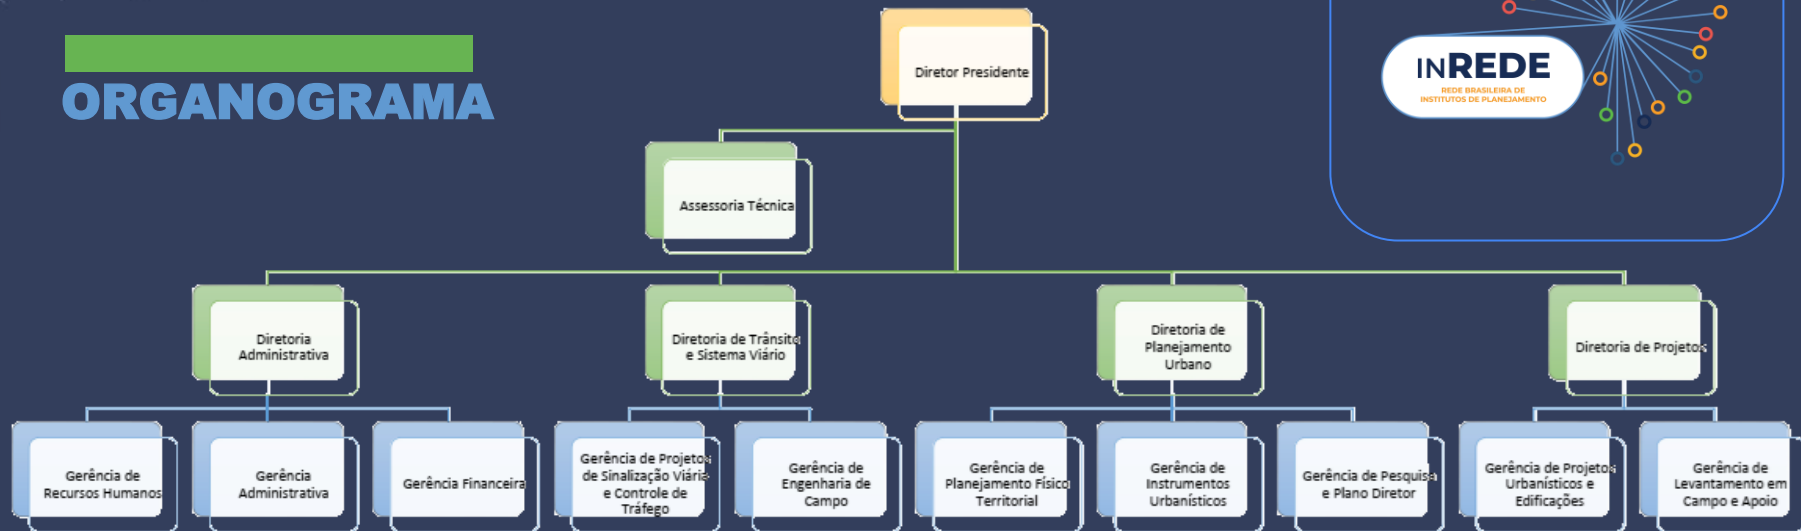 ORGANOGRAMA
Diretor Presidente
INREDE
REDE BRASILEIRA DE
INSTITUTOS DE PLANEJAMENTO
Assessoria Técnica
Diretoria
Administrativa
Diretoria de Trânsito
e Sistema Viário
Diretoria de
Planejamento
Urbano
Diretoria de Projetos
Gerência de
Recursos Humanos
Gerência
Administrativa
Gerência Financeira
Gerência de Projetos
de Sinalização Viária
e Controle de
Tráfego
Gerência de
Engenharia de
Campo
Gerência de
Planejamento Físico
Territorial
Gerência de
Instrumentos
Urbanísticos
Gerência de Pesquisa
e Plano Diretor
Gerência de Projetos
Urbanísticos e
Edificações
Gerência de
Levantamento em
Campo e Apoio